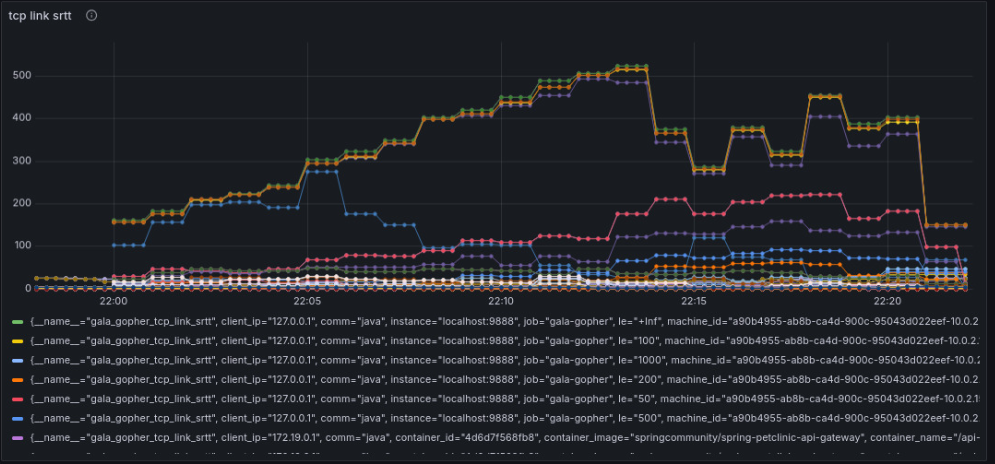 tcp link srtt
500
400
300
200
100
0
22:00 22:05 22:10 22:15 22:20
{__name__="gala_gopher_tcp_link_srtt", client_ip="127.0.0.1", comm="java", instance="localhost:9888", job="gala-gopher", le="+Inf", machine_id="a90b4955-ab8b-ca4d-900c-95043d022eef-10.0.2
{__name__="gala_gopher_tcp_link_srtt", client_ip="127.0.0.1", comm="java", instance="localhost:9888", job="gala-gopher", le="100", machine_id="a90b4955-ab8b-ca4d-900c-95043d022eef-10.0.2.
{__name__="gala_gopher_tcp_link_srtt", client_ip="127.0.0.1", comm="java", instance="localhost:9888", job="gala-gopher", le="1000", machine_id="a90b4955-ab8b-ca4d-900c-95043d022eef-10.0.2
{__name__="gala_gopher_tcp_link_srtt", client_ip="127.0.0.1", comm="java", instance="localhost:9888", job="gala-gopher", le="200", machine_id="a90b4955-ab8b-ca4d-900c-95043d022eef-10.0.2
{__name__="gala_gopher_tcp_link_srtt", client_ip="127.0.0.1", comm="java", instance="localhost:9888", job="gala-gopher", le="50", machine_id="a90b4955-ab8b-ca4d-900c-95043d022eef-10.0.2.1
{__name__="gala_gopher_tcp_link_srtt", client_ip="127.0.0.1", comm="java", instance="localhost:9888", job="gala-gopher", le="500", machine_id="a90b4955-ab8b-ca4d-900c-95043d022eef-10.0.2
{__name__="gala_gopher_tcp_link_srtt", client_ip="172.19.0.1", comm="java", container_id="4d6d7f568fb8", container_image="springcommunity/spring-petclinic-api-gateway", container_name="/api-